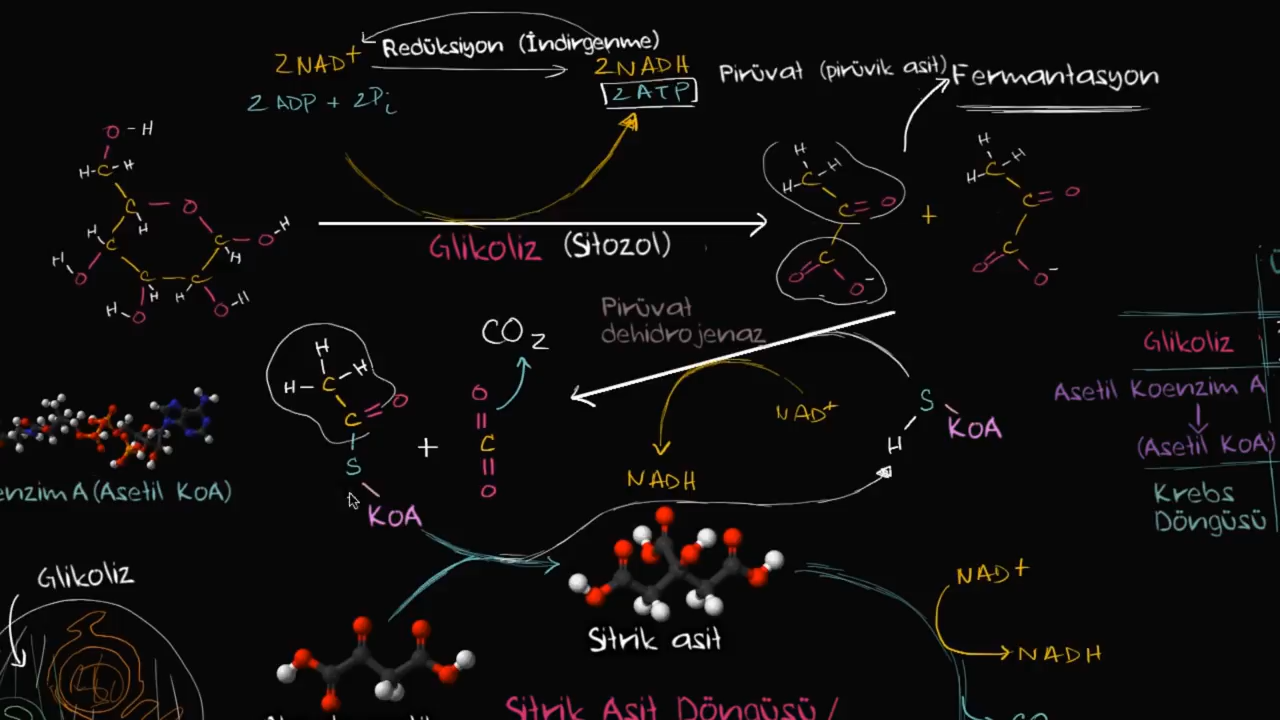 Redüksiyon (İndirgenme)
2NAD+
2NADH
2 ADP + 2Pi
2 ATP
Pirüvat (pirüvik asit)
Fermantasyon
O-H
H-C-H
C
O
H
H
C
C
O
H
H
H
O
C
C
H
H
H
O
O
H
Glikoliz (Sitozol)
H
H
H
C
C
O
C
O
O-
+
H
H
H
C
C
O
C
O
O-
Pirüvat
dehidrojenaz
CO2
H
H
H
C
C
O
S
KOA
+
O
C
O
NAD+
NADH
S
H
KOA
Glikoliz
Asetil Koenzim A
(Asetil KOA)
Krebs
Döngüsü
enzim A (Asetil KOA)
Glikoliz
Sitrik asit
NAD+
NADH
Sitrik Asit Döngüsü /